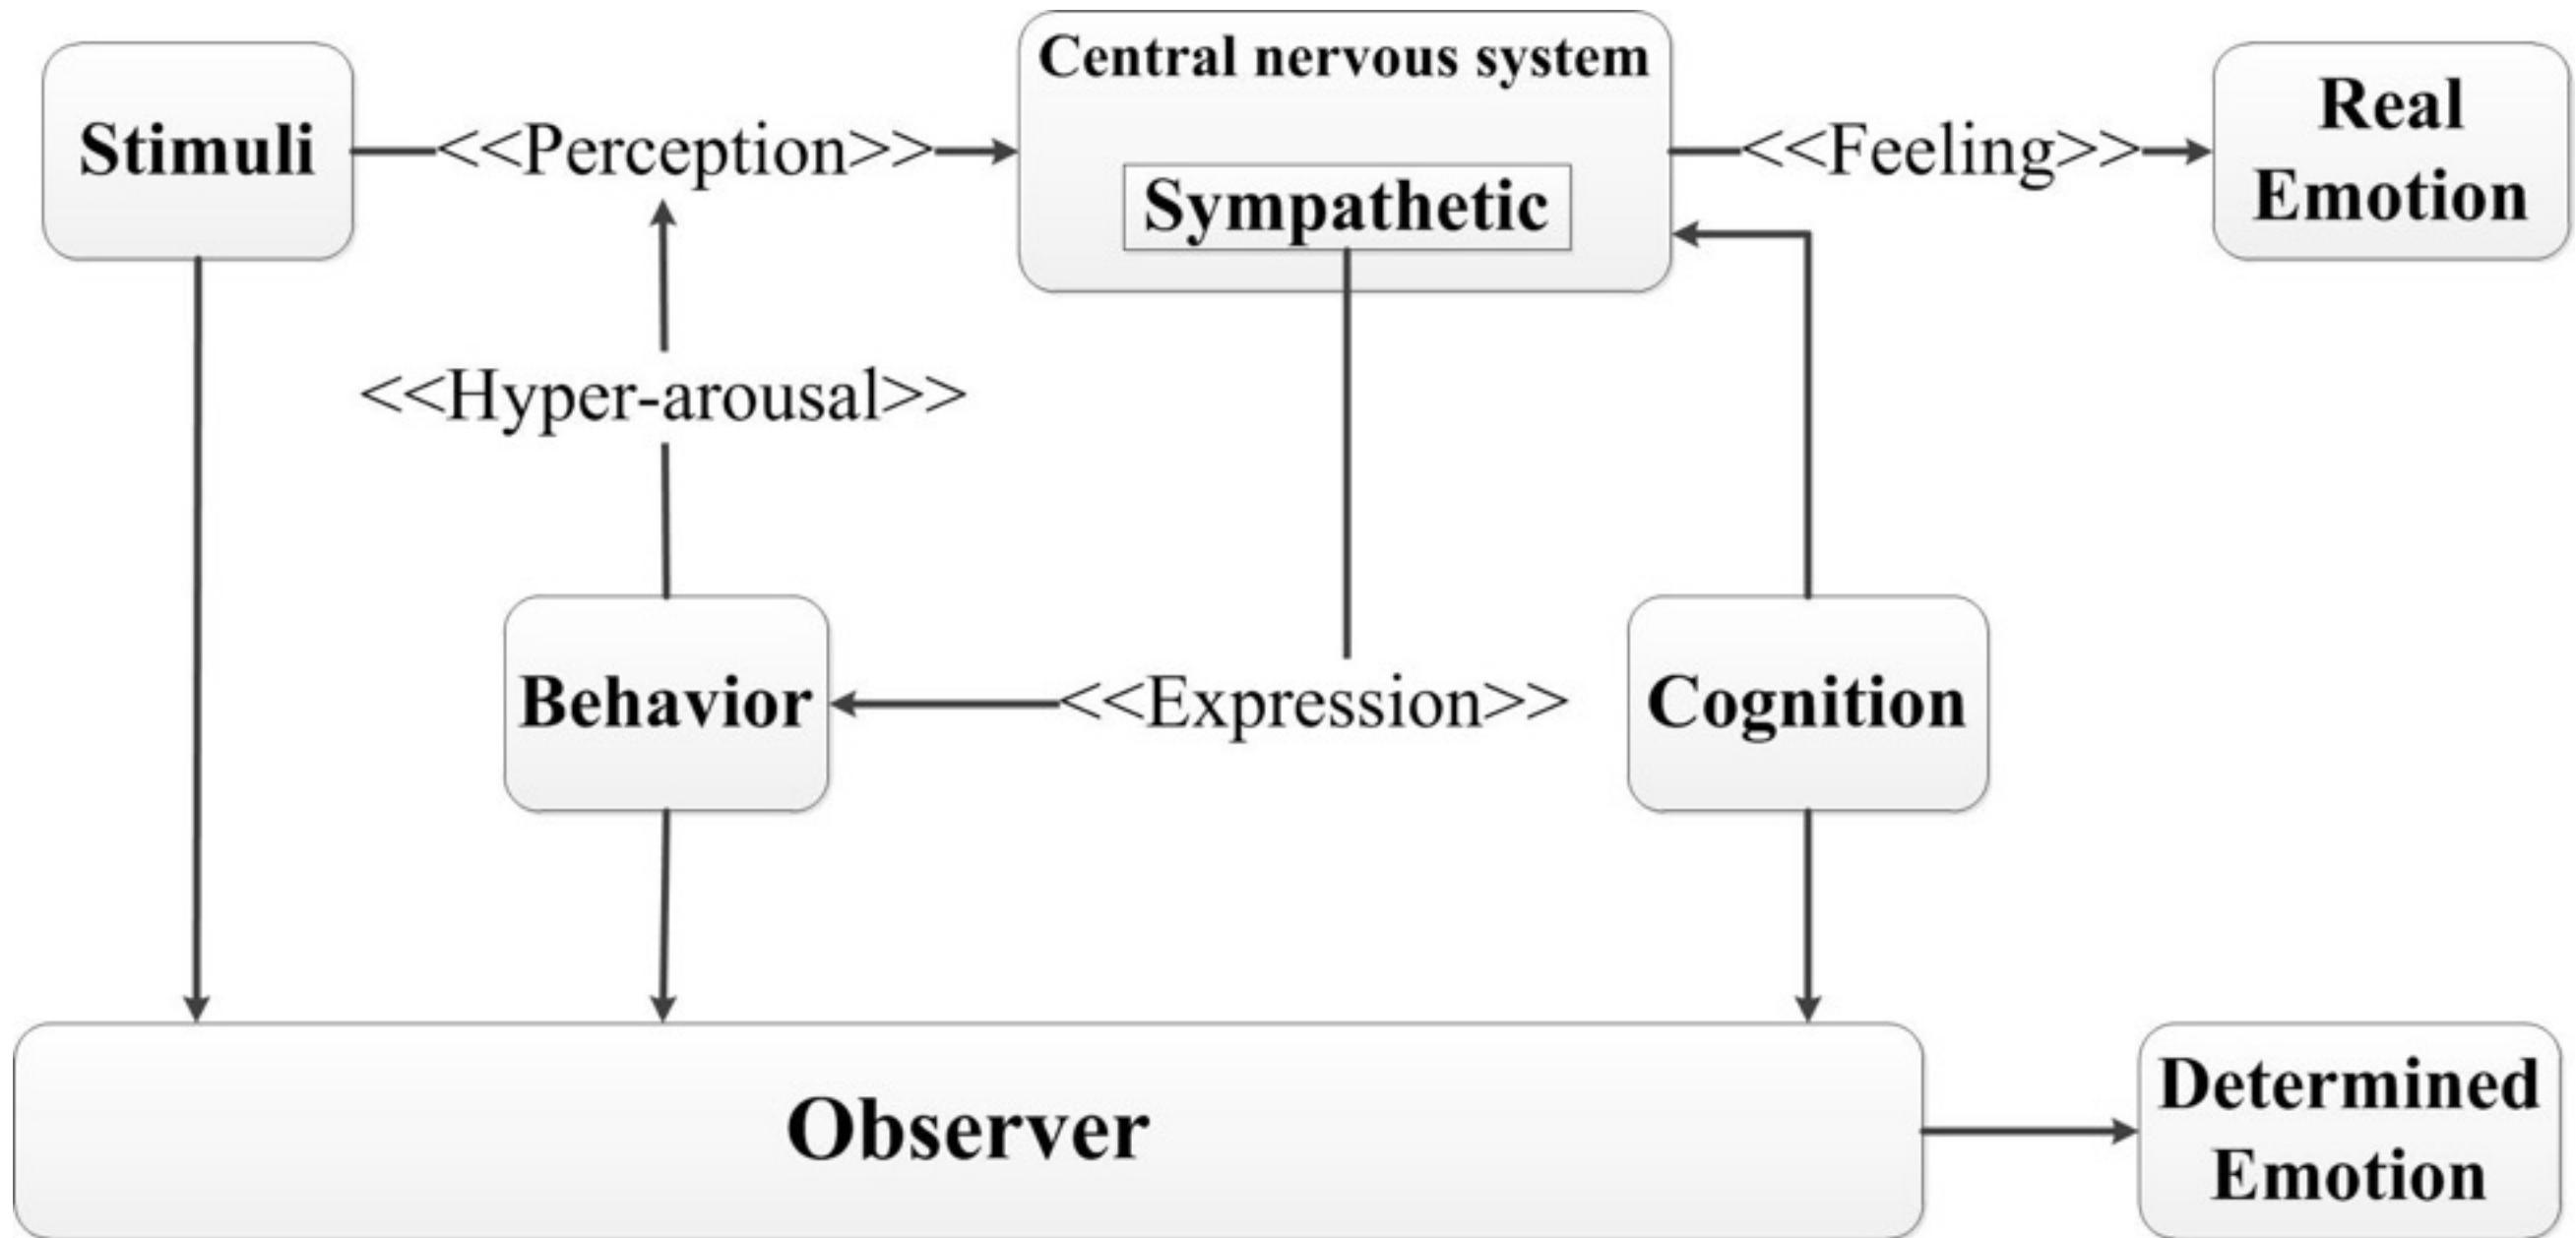 Central nervous system
Stimuli
<<Perception>>
<<Feeling>>
Real
Emotion
Sympathetic
<<Hyper-arousal>>
Behavior
<<Expression>>
Cognition
Observer
Determined
Emotion